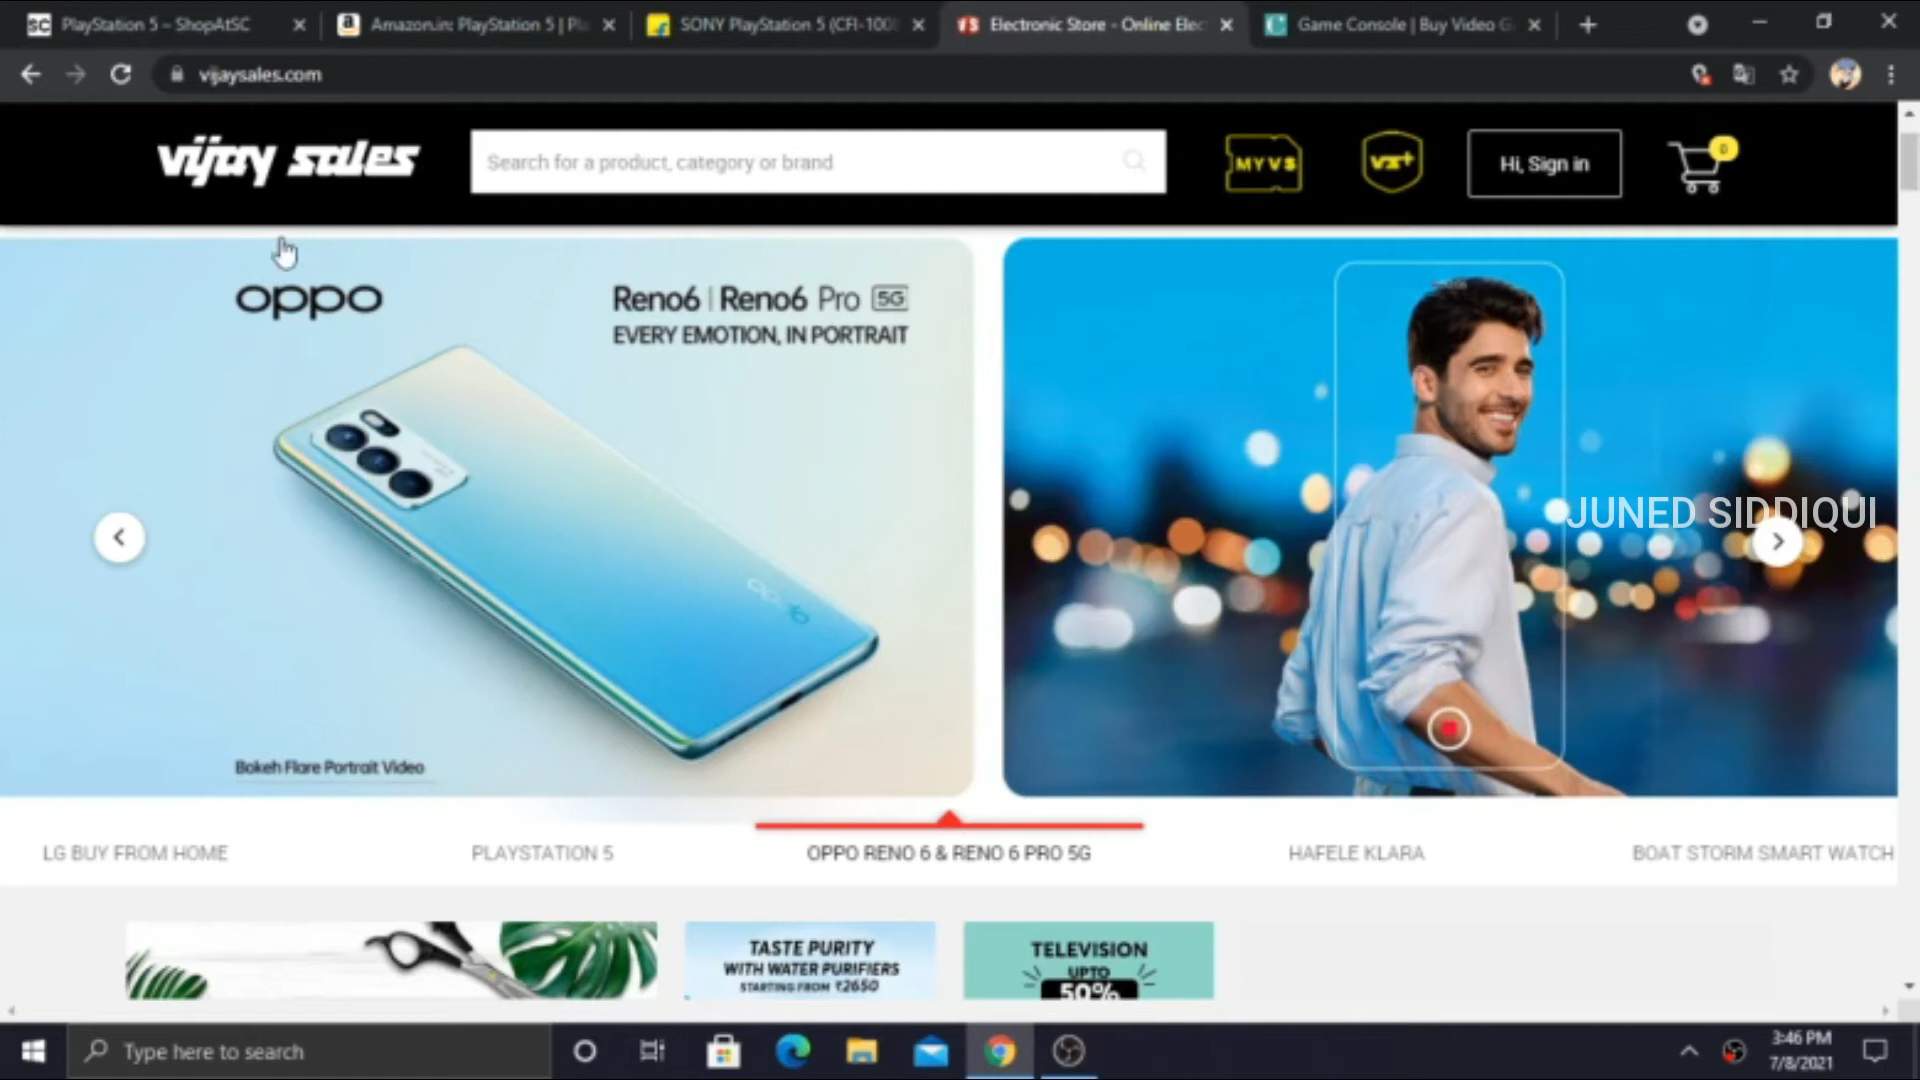 PlayStation 5 – ShopAtSC
Amazon.in: PlayStation 5 | Pla
SONY PlayStation 5 (CFI-1008
Electronic Store - Online Elec
Game Console | Buy Video G
vijaysales.com
vijay sales
Search for a product, category or brand
MYVS
VS+
Hi, Sign in
0
oppo
Reno6 | Reno6 Pro 5G
EVERY EMOTION, IN PORTRAIT
oppo
JUNED SIDDIQUI
Bokeh Flare Portrait Video
LG BUY FROM HOME
PLAYSTATION 5
OPPO RENO 6 & RENO 6 PRO 5G
HAFELE KLARA
BOAT STORM SMART WATCH
TASTE PURITY
WITH WATER PURIFIERS
STARTING FROM ₹2650
TELEVISION
UPTO
50%
Type here to search
3:46 PM
7/8/2021